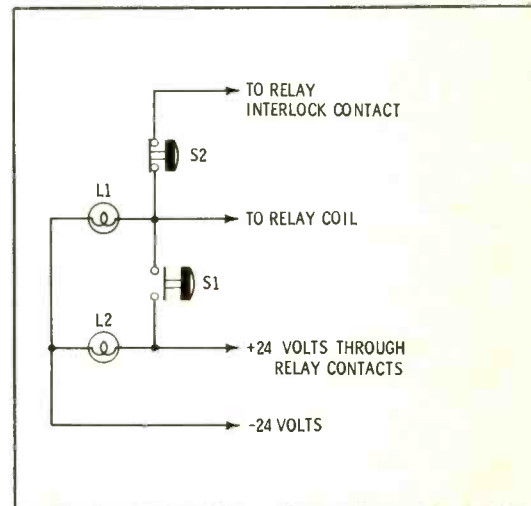 TO RELAY
INTERLOCK CONTACT
S2
L1
TO RELAY COIL
S1
L2
+24 VOLTS THROUGH
RELAY CONTACTS
-24 VOLTS